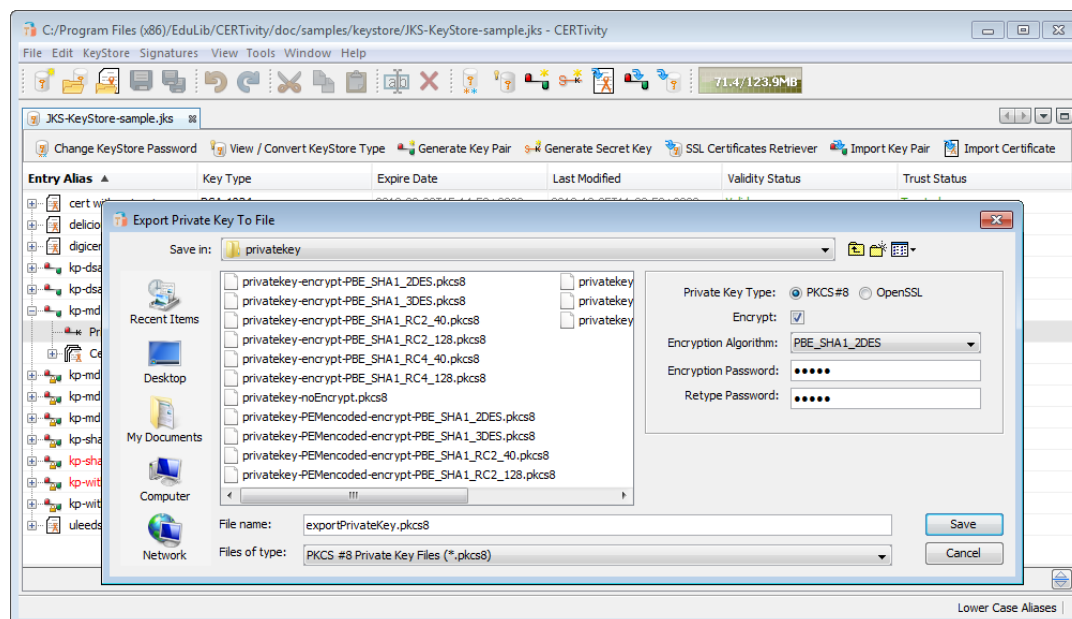 C:/Program Files (x86)/EduLib/CERTivity/doc/samples/keystore/JKS-KeyStore-sample.jks - CERTivity
File Edit KeyStore Signatures View Tools Window Help
71.4/123.9MB
JKS-KeyStore-sample.jks
Change KeyStore Password View / Convert KeyStore Type Generate Key Pair Generate Secret Key SSL Certificates Retriever Import Key Pair Import Certificate
Entry Alias Key Type Expire Date Last Modified Validity Status Trust Status
cert
delicio
digicer
kp-dsa
kp-dsa
kp-md
Pr
Ce
kp-md
kp-md
kp-md
kp-sha
kp-sha
kp-wit
kp-wit
uleeds
Export Private Key To File
Save in: privatekey
Recent Items
Desktop
My Documents
Computer
Network
privatekey-encrypt-PBE_SHA1_2DES.pkcs8 privatekey
privatekey-encrypt-PBE_SHA1_3DES.pkcs8 privatekey
privatekey-encrypt-PBE_SHA1_RC2_40.pkcs8 privatekey
privatekey-encrypt-PBE_SHA1_RC2_128.pkcs8
privatekey-encrypt-PBE_SHA1_RC4_40.pkcs8
privatekey-encrypt-PBE_SHA1_RC4_128.pkcs8
privatekey-noEncrypt.pkcs8
privatekey-PEMencoded-encrypt-PBE_SHA1_2DES.pkcs8
privatekey-PEMencoded-encrypt-PBE_SHA1_3DES.pkcs8
privatekey-PEMencoded-encrypt-PBE_SHA1_RC2_40.pkcs8
privatekey-PEMencoded-encrypt-PBE_SHA1_RC2_128.pkcs8
Private Key Type: PKCS#8 OpenSSL
Encrypt:
Encryption Algorithm: PBE_SHA1_2DES
Encryption Password: •••••
Retype Password: •••••
File name: exportPrivateKey.pkcs8 Save
Files of type: PKCS #8 Private Key Files (*.pkcs8) Cancel
Lower Case Aliases